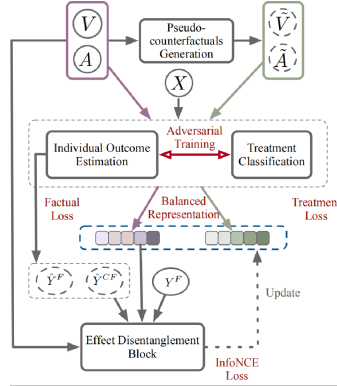 V
A
Pseudo-
counterfactuals
Generation
Ṽ
Ã
X
Individual Outcome
Estimation
Adversarial
Training
Treatment
Classification
Factual
Loss
Balanced
Representation
Treatment
Loss
Ŷ^F
Ŷ^CF
Y^F
Update
Effect Disentanglement
Block
InfoNCE
Loss